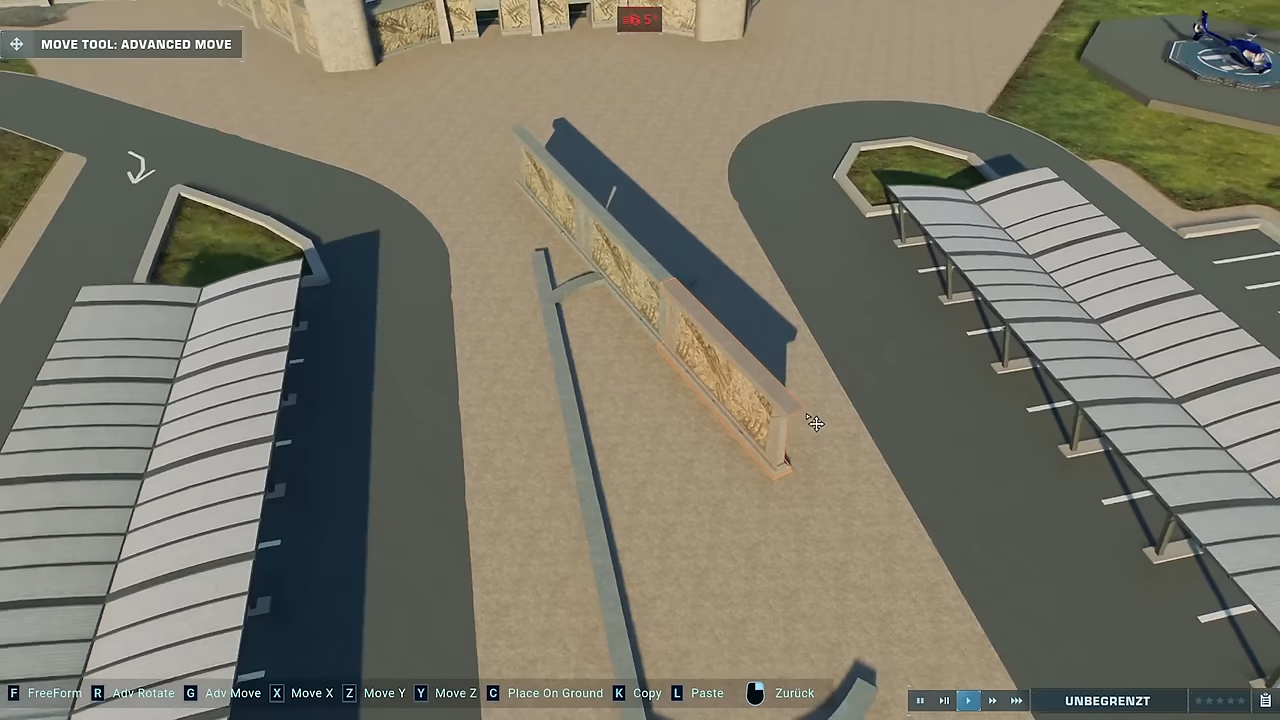 5*
MOVE TOOL: ADVANCED MOVE
F FreeForm R Adv Rotate G Adv Move X Move X Z Move Y Y Move Z C Place On Ground K Copy L Paste Zurück
UNBEGRENZT